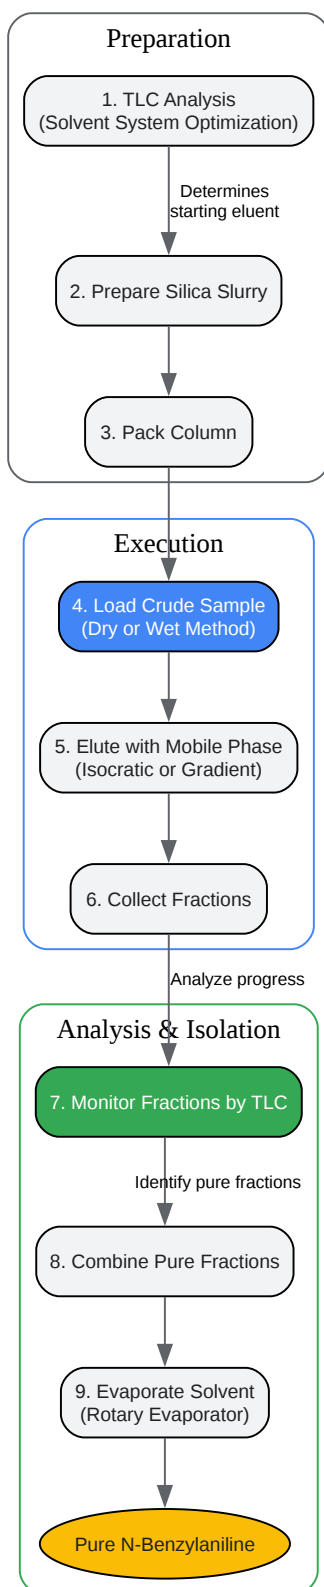 Preparation
1. TLC Analysis
(Solvent System Optimization)
Determines
starting eluent
2. Prepare Silica Slurry
3. Pack Column
Execution
4. Load Crude Sample
(Dry or Wet Method)
5. Elute with Mobile Phase
(Isocratic or Gradient)
6. Collect Fractions
Analyze progress
Analysis & Isolation
7. Monitor Fractions by TLC
Identify pure fractions
8. Combine Pure Fractions
9. Evaporate Solvent
(Rotary Evaporator)
Pure N-Benzylaniline